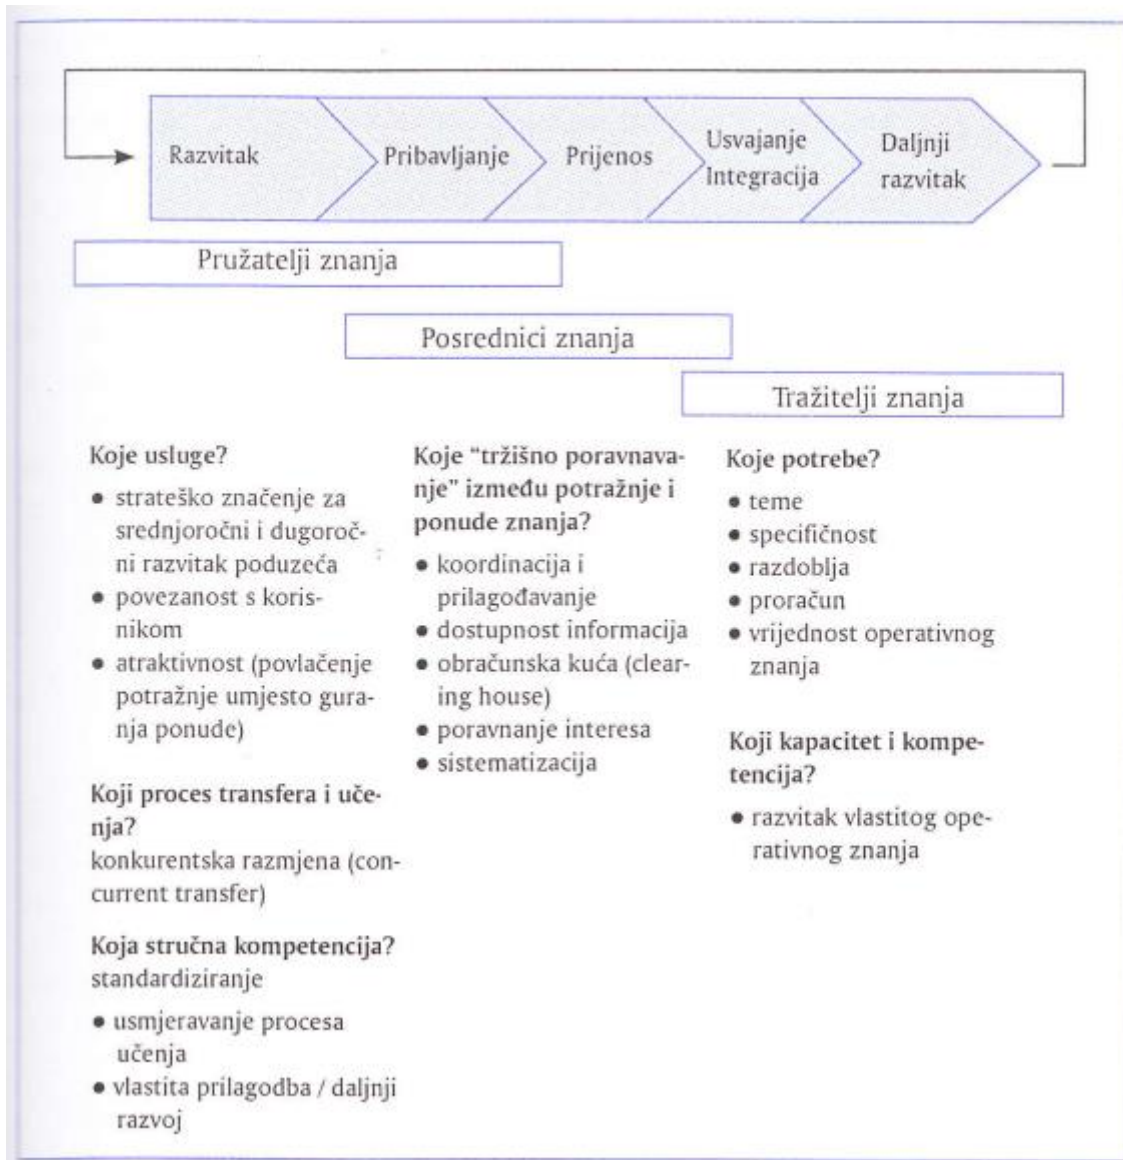 Razvitak
Pribavljanje
Prijenos
Usvajanje
Integracija
Daljnji
razvitak
Pružatelji znanja
Posrednici znanja
Tražitelji znanja
Koje usluge?
• strateško značenje za
srednjoročni i dugoroč-
ni razvitak poduzeća
• povezanost s koris-
nikom
• atraktivnost (povlačenje
potražnje umjesto gura-
nja ponude)
Koji proces transfera i uče-
nja?
konkurentska razmjena (con-
current transfer)
Koja stručna kompetencija?
standardiziranje
• usmjeravanje procesa
učenja
• vlastita prilagodba / daljnji
razvoj
Koje “tržišno poravnava-
nje” između potražnje i
ponude znanja?
• koordinacija i
prilagođavanje
• dostupnost informacija
• obračunska kuća (clear-
ing house)
• poravnanje interesa
• sistematizacija
Koje potrebe?
• teme
• specifičnost
• razdoblja
• proračun
• vrijednost operativnog
znanja
Koji kapacitet i kompe-
tencija?
• razvitak vlastitog ope-
rativnog znanja